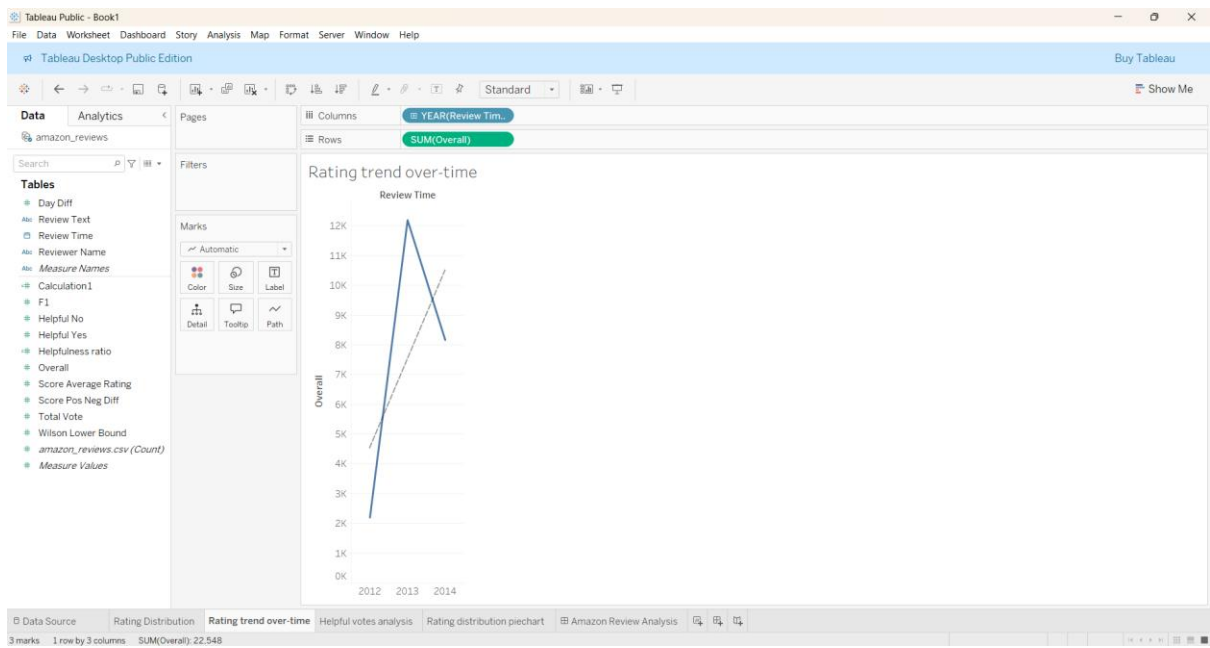 Tableau Public - Book1
File Data Worksheet Dashboard Story Analysis Map Format Server Window Help
Tableau Desktop Public Edition
Buy Tableau
Standard
Show Me
Data Analytics
amazon_reviews
Search
Tables
# Day Diff
Abc Review Text
Review Time
Abc Reviewer Name
Abc Measure Names
=# Calculation1
# F1
# Helpful No
# Helpful Yes
=# Helpfulness ratio
# Overall
# Score Average Rating
# Score Pos Neg Diff
# Total Vote
# Wilson Lower Bound
# amazon_reviews.csv (Count)
# Measure Values
Pages
Filters
Marks
Automatic
Color Size Label
Detail Tooltip Path
Columns
YEAR(Review Tim..
Rows
SUM(Overall)
Rating trend over-time
Review Time
12K
11K
10K
9K
8K
7K
6K
5K
4K
3K
2K
1K
0K
Overall
2012 2013 2014
Data Source Rating Distribution Rating trend over-time Helpful votes analysis Rating distribution piechart Amazon Review Analysis
3 marks 1 row by 3 columns SUM(Overall): 22,548